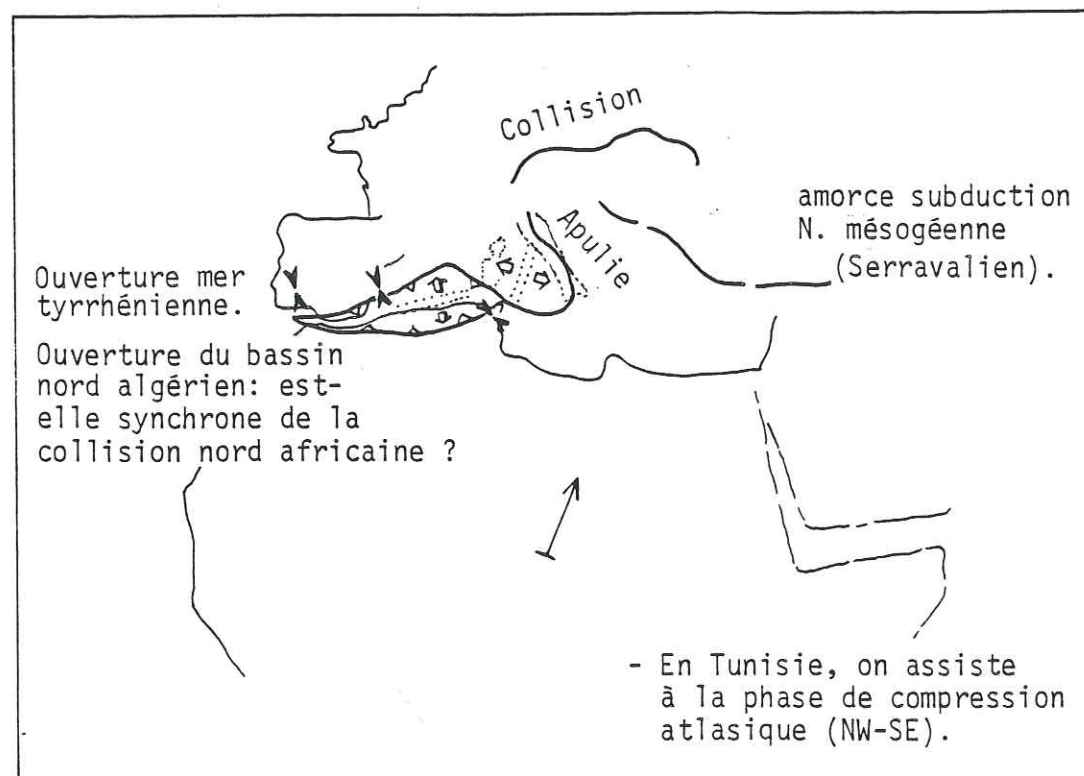 Collision
Apulie
amorce subduction
N. mésogéenne
(Serravalien).
Ouverture mer
tyrrhénienne.
Ouverture du bassin
nord algérien: est-
elle synchrone de la
collision nord africaine ?
- En Tunisie, on assiste
à la phase de compression
atlasique (NW-SE).